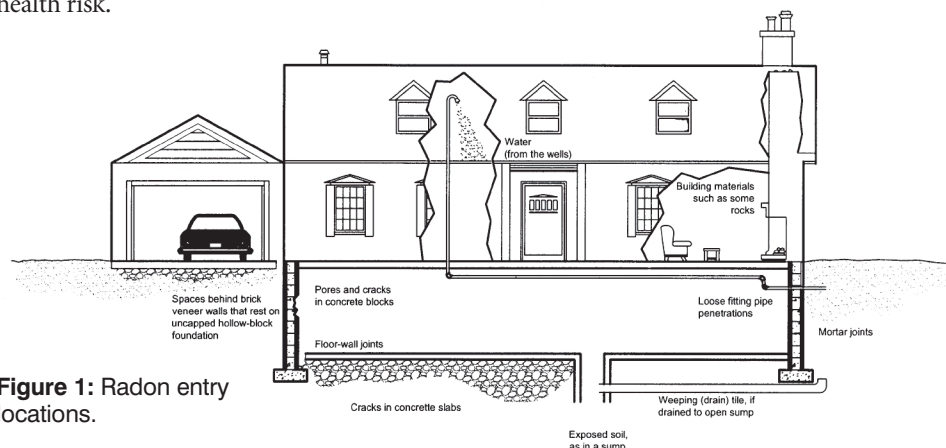 health risk.
Water
(from the wells)
Building materials
such as some
rocks
Spaces behind brick
veneer walls that rest on
uncapped hollow-block
foundation
Pores and cracks
in concrete blocks
Loose fitting pipe
penetrations
Mortar joints
Floor-wall joints
Figure 1: Radon entry
locations.
Cracks in concrete slabs
Weeping (drain) tile, if
drained to open sump
Exposed soil,
as in a sump